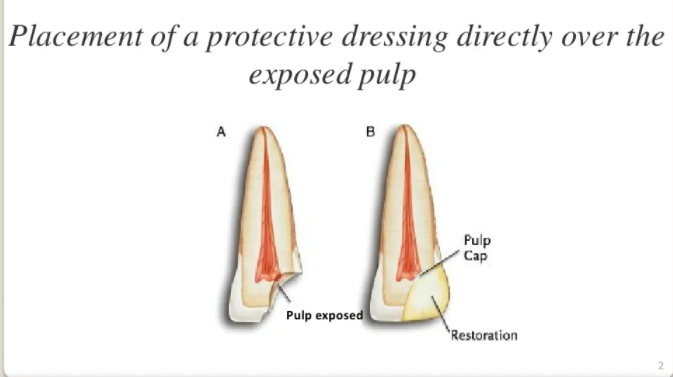 Placement of a protective dressing directly over the
exposed pulp
A
B
Pulp
Cap
Pulp exposed
Restoration
2